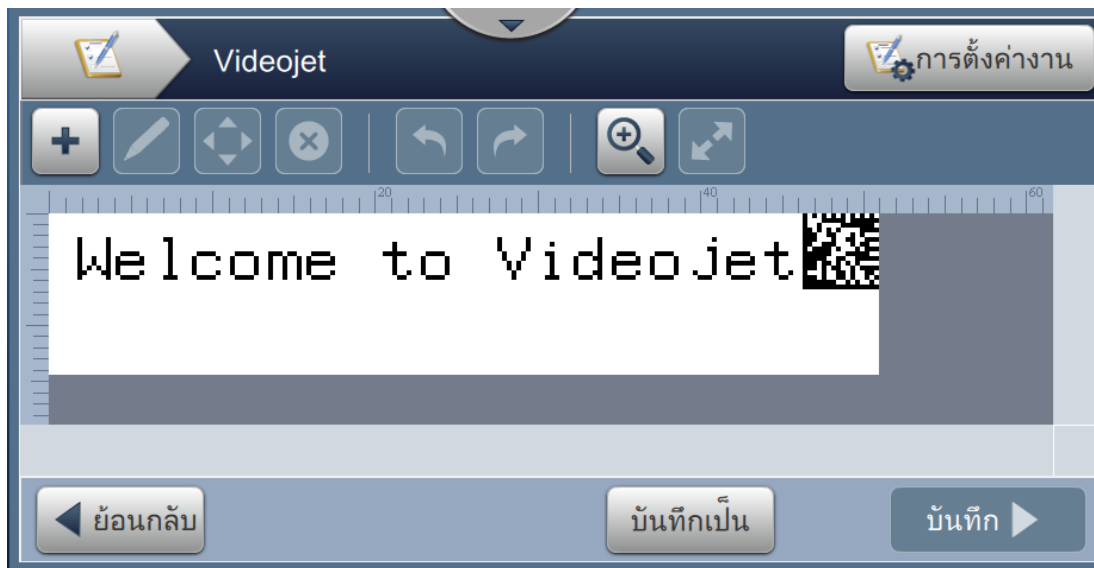 Videojet
การตั้งค่างาน
20 40 60
Welcome to Videojet
ย้อนกลับ
บันทึกเป็น
บันทึก